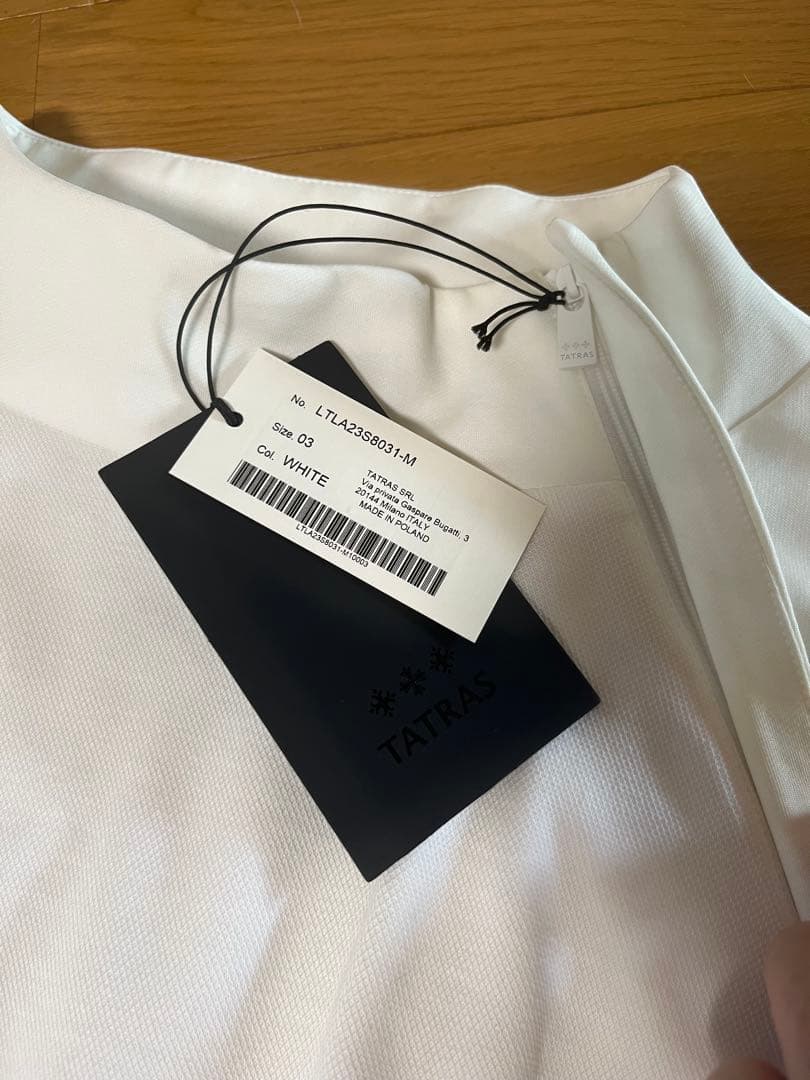 TATRAS
No. LTLA23S8031-M
Size. 03
Col. WHITE
TATRAS SRL
Via privata Gaspare Bugatti, 3
20144 Milano ITALY
MADE IN POLAND
LTLA23S8031-M10003
TATRAS